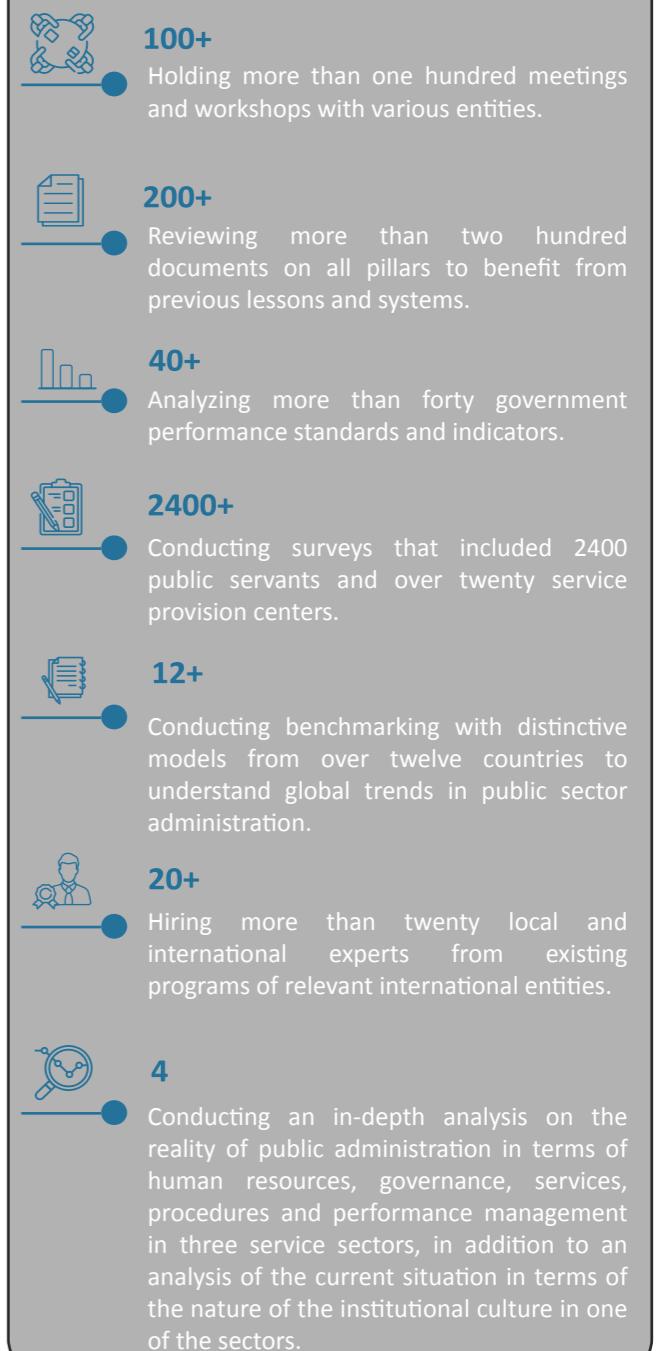 100+
Holding more than one hundred meetings
and workshops with various entities.
200+
Reviewing more than two hundred
documents on all pillars to benefit from
previous lessons and systems.
40+
Analyzing more than forty government
performance standards and indicators.
2400+
Conducting surveys that included 2400
public servants and over twenty service
provision centers.
12+
Conducting benchmarking with distinctive
models from over twelve countries to
understand global trends in public sector
administration.
20+
Hiring more than twenty local and
international experts from existing
programs of relevant international entities.
4
Conducting an in-depth analysis on the
reality of public administration in terms of
human resources, governance, services,
procedures and performance management
in three service sectors, in addition to an
analysis of the current situation in terms of
the nature of the institutional culture in one
of the sectors.